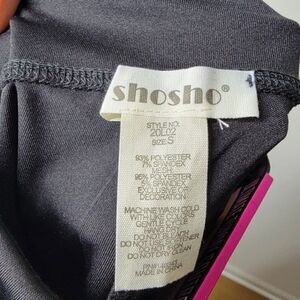 shosho®
STYLE NO.
20L02
SIZE: S
93% POLYESTER
7% SPANDEX
MESH
95% POLYESTER
5% SPANDEX
EXCLUSIVE OF
DECORATION
MACHINE WASH COLD
WITH LIKE COLORS
GENTLE CYCLE
HANG DRY
DO NOT BLEACH
DO NOT USE
DO NOT IRON
DO NOT DRY CLEAN
MADE IN CHINA